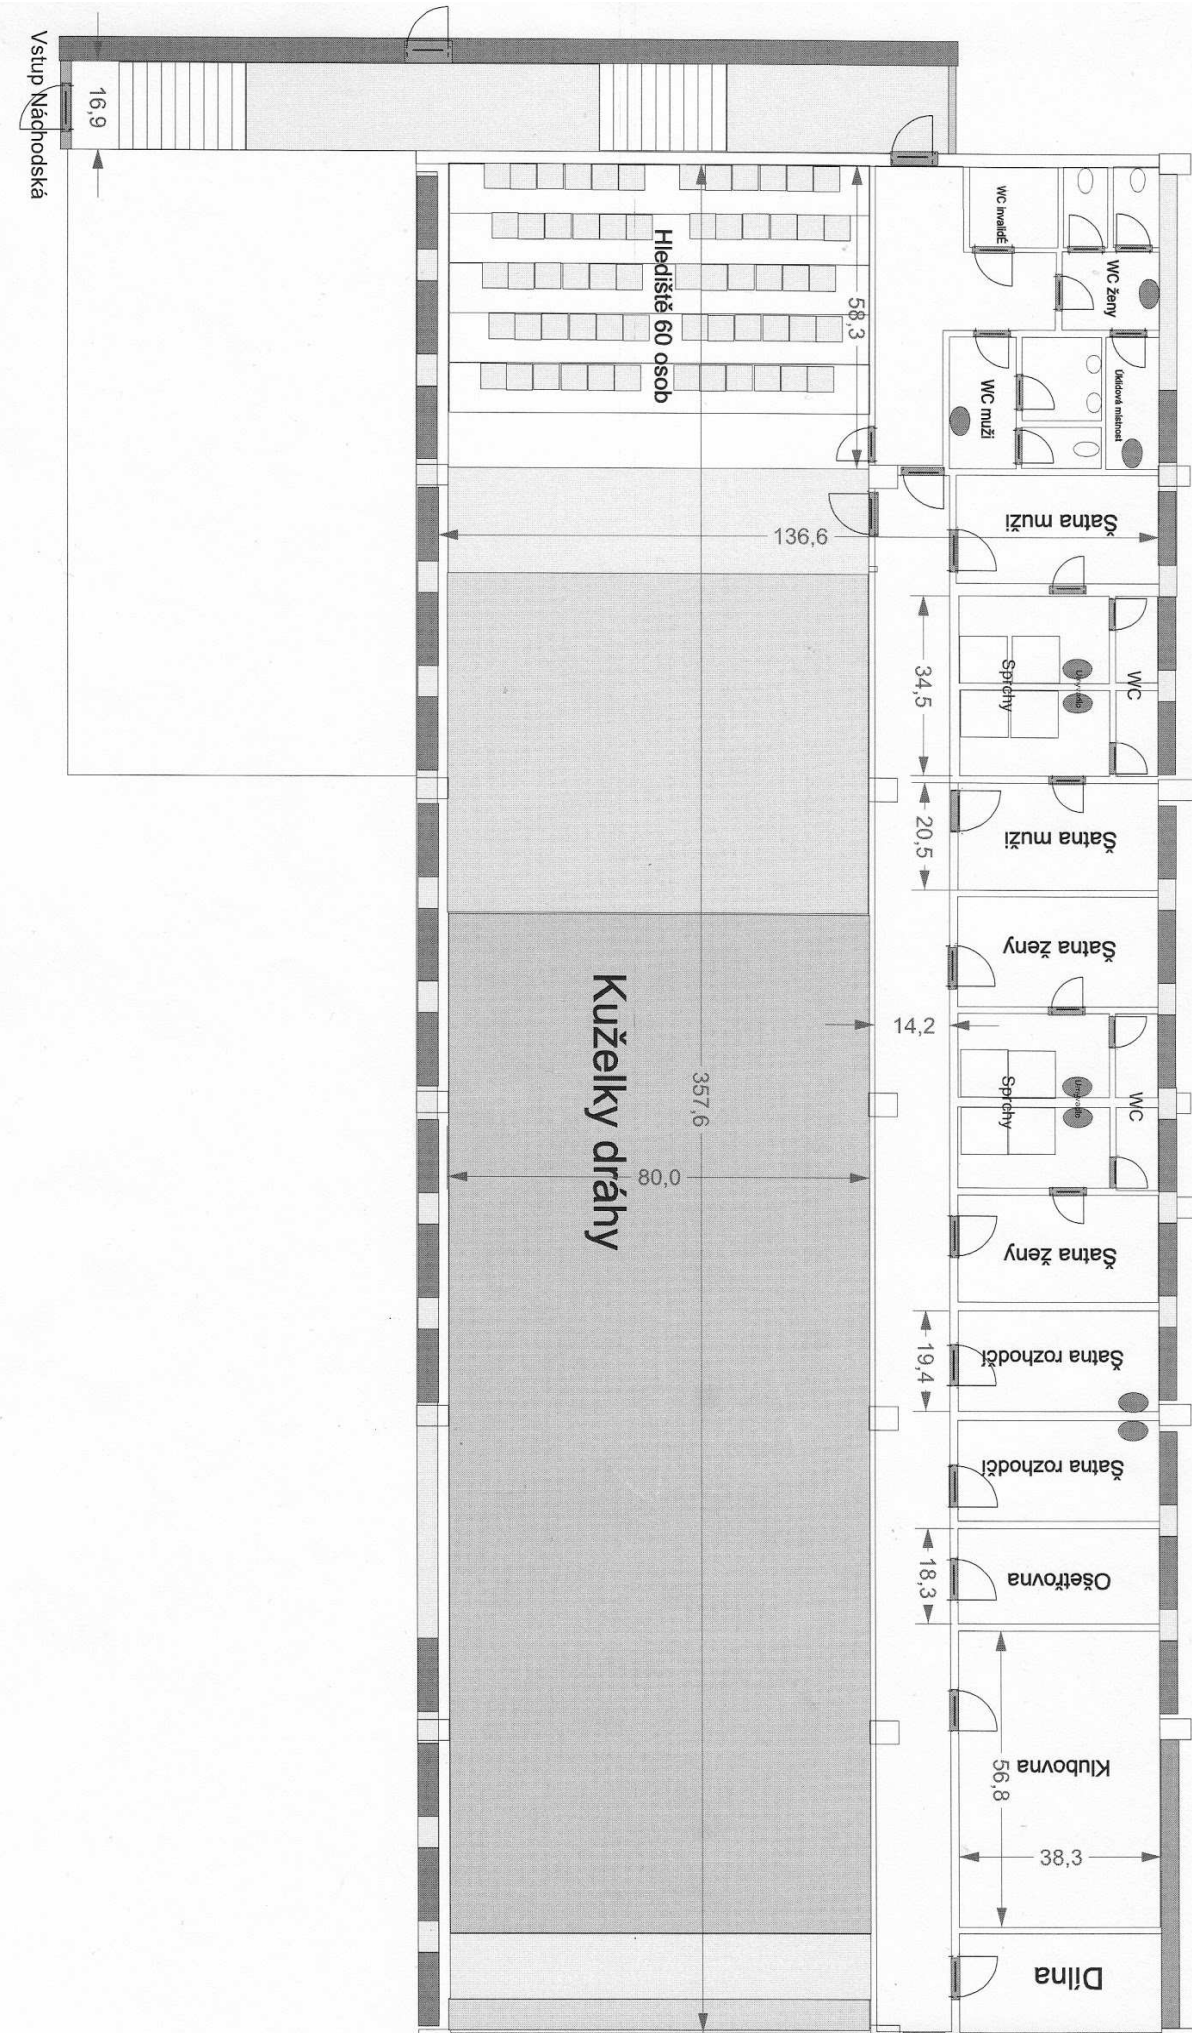 Vstup Náchodská
16,9
WC invalidÉ
WC ženy
Hlediště 60 osob
58,3
WC muži
Úklidová místnost
136,6
Šatna muži
34,5
Sprchy
Umyvadlo
WC
20,5
Šatna muži
Šatna ženy
Kuželky dráhy
357,6
14,2
80,0
Sprchy
Umyvadlo
WC
Šatna ženy
19,4
Šatna rozhodčí
Šatna rozhodčí
18,3
Ošetřovna
Klubovna
56,8
38,3
Dílna